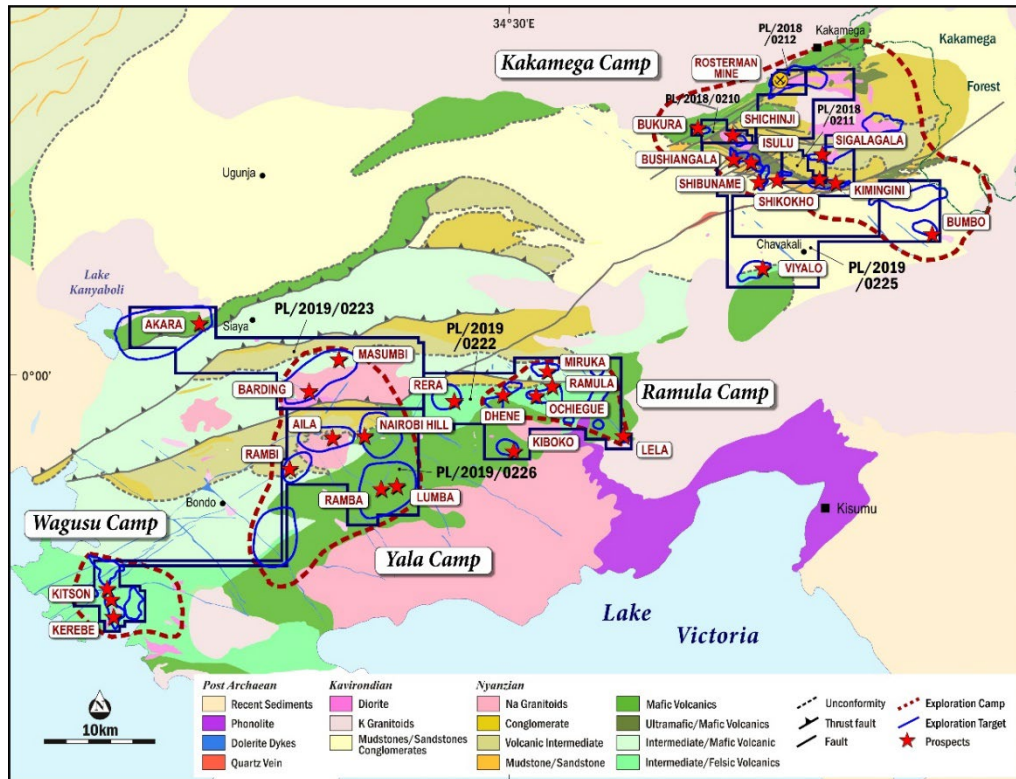 34°30'
PL/2018
/0212
Kakamega
Kakamega
Forest
Kakamega Camp
ROSTERMAN
MINE
PL/2018/0210
PL/2018
/0211
BUKURA
SHICHINJI
ISULU
SIGALAGALA
BUSHIANGALA
SHIBUNAME
SHIKOKHO
KIMINGINI
BUMBO
Ugunja
Chavakali
VIYALO
PL/2019
/0225
Lake
Kanyaboli
AKARA
Siaya
PL/2019/0223
PL/2019
/0222
MASUMBI
MIRUKA
0°00'
BARDING
RERA
RAMULA
Ramula Camp
DHENE
OCHIEGUE
AILA
NAIROBI HILL
KIBOKO
LELA
RAMBI
PL/2019/0226
RAMBA
LUMBA
Bondo
Kisumu
Wagusu Camp
Yala Camp
KITSON
KEREBE
Lake
Victoria
N
10km
Post Archaean
Recent Sediments
Phonolite
Dolerite Dykes
Quartz Vein
Kavirondian
Diorite
K Granitoids
Mudstones/Sandstones
Conglomerates
Nyanzian
Na Granitoids
Conglomerate
Volcanic Intermediate
Mudstone/Sandstone
Mafic Volcanics
Ultramafic/Mafic Volcanics
Intermediate/Mafic Volcanic
Intermediate/Felsic Volcanics
Unconformity
Thrust fault
Fault
Exploration Camp
Exploration Target
Prospects